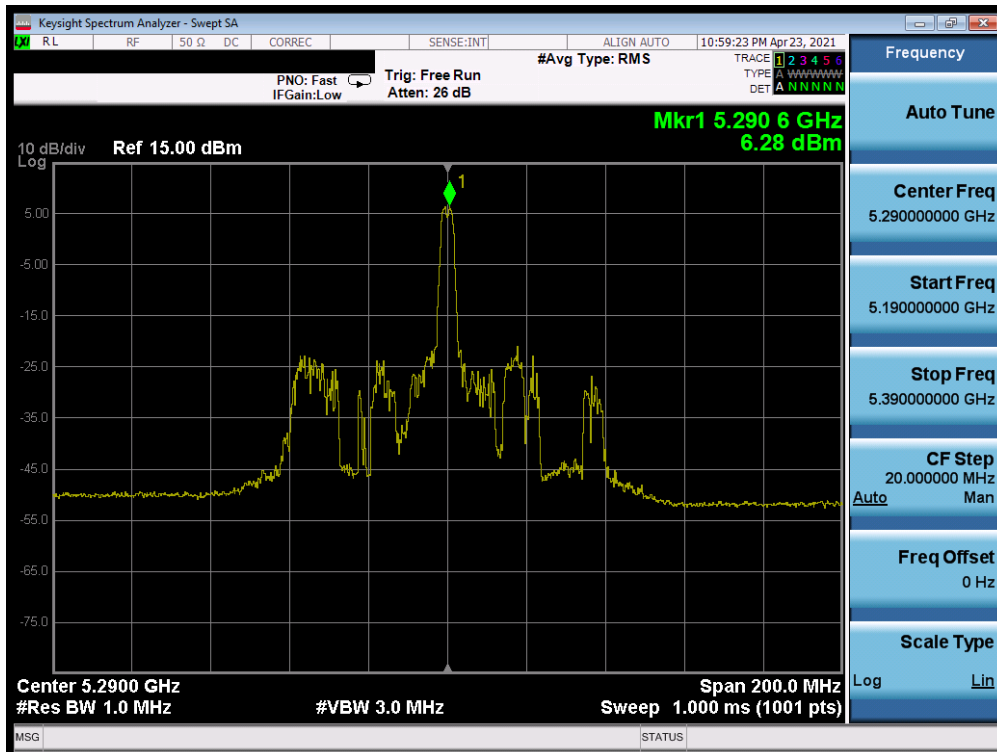 Keysight Spectrum Analyzer - Swept SA
LXI RL RF 50 Ω DC CORREC SENSE:INT ALIGN AUTO 10:59:23 PM Apr 23, 2021
#Avg Type: RMS
TRACE 1 2 3 4 5 6
PNO: Fast Trig: Free Run TYPE A WWWWW
IFGain:Low Atten: 26 dB DET A N N N N N
Mkr1 5.290 6 GHz
6.28 dBm
10 dB/div Ref 15.00 dBm
Log
1
5.00
-5.00
-15.0
-25.0
-35.0
-45.0
-55.0
-65.0
-75.0
Center 5.2900 GHz Span 200.0 MHz
#Res BW 1.0 MHz #VBW 3.0 MHz Sweep 1.000 ms (1001 pts)
MSG STATUS
Frequency
Auto Tune
Center Freq
5.290000000 GHz
Start Freq
5.190000000 GHz
Stop Freq
5.390000000 GHz
CF Step
20.000000 MHz
Auto Man
Freq Offset
0 Hz
Scale Type
Log Lin